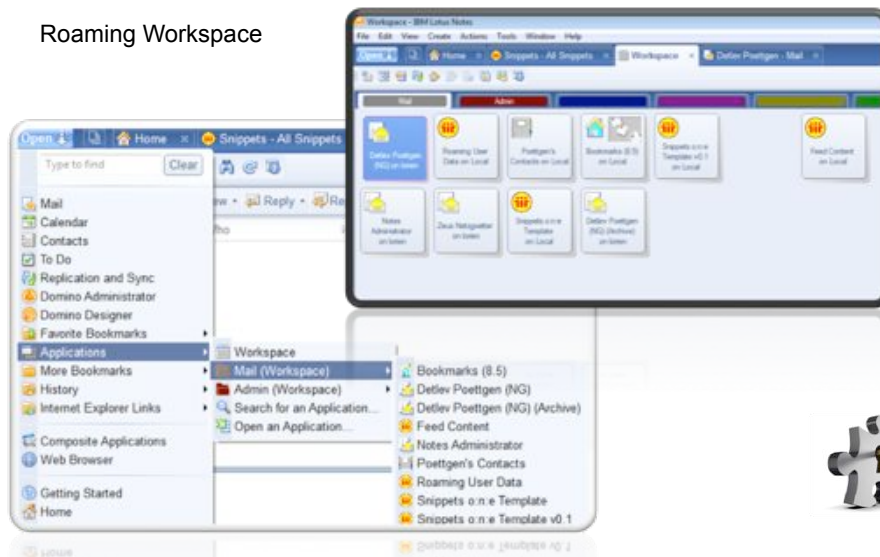 Roaming Workspace
Workspace - IBM Lotus Notes
File Edit View Create Actions Tools Window Help
Open Home Snippets - All Snippets Workspace Detlev Poettgen - Mail
Mail Admin
Detlev Poettgen (NG) on
Roaming User Data on Local
Poettgen's Contacts on Local
Bookmarks (8.5) on Local
Snippets o:n:e Template v0.1 on Local
Feed Content on Local
Notes Administrator on
on
Snippets o:n:e Template on Local
Detlev Poettgen (NG) (Archive) on
Open Home Snippets - All Snippets
Type to find Clear
Reply
Mail
Calendar
Contacts
To Do
Replication and Sync
Domino Administrator
Domino Designer
Favorite Bookmarks
Applications
More Bookmarks
History
Internet Explorer Links
Composite Applications
Web Browser
Getting Started
Home
Workspace
Mail (Workspace)
Admin (Workspace)
Search for an Application...
Open an Application...
Bookmarks (8.5)
Detlev Poettgen (NG)
Detlev Poettgen (NG) (Archive)
Feed Content
Notes Administrator
Poettgen's Contacts
Roaming User Data
Snippets o:n:e Template
Snippets o:n:e Template v0.1